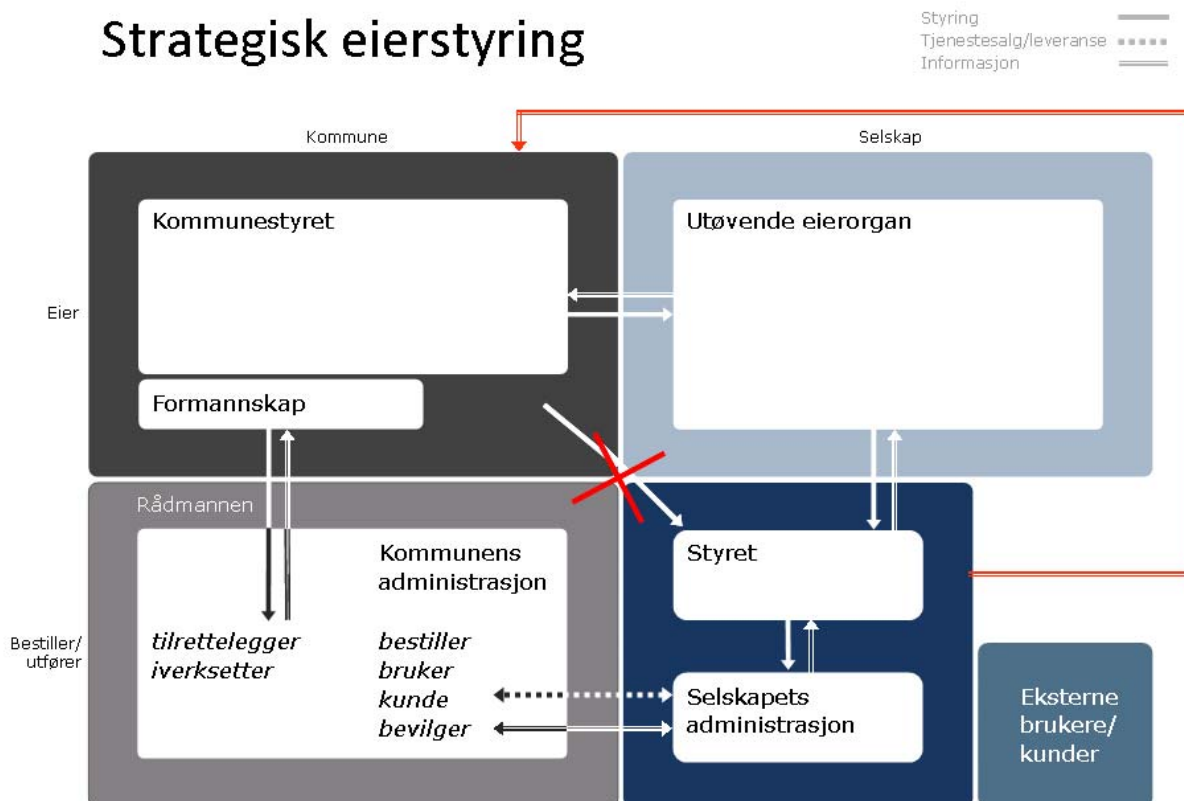 Strategisk eierstyring
Styring
Tjenestesalg/leveranse
Informasjon
Kommune
Selskap
Eier
Kommunestyret
Utøvende eierorgan
Formannskap
Rådmannen
Bestiller/
utfører
Kommunens
administrasjon
tilrettelegger
iverksetter
bestiller
bruker
kunde
bevilger
Styret
Selskapets
administrasjon
Eksterne
brukere/
kunder